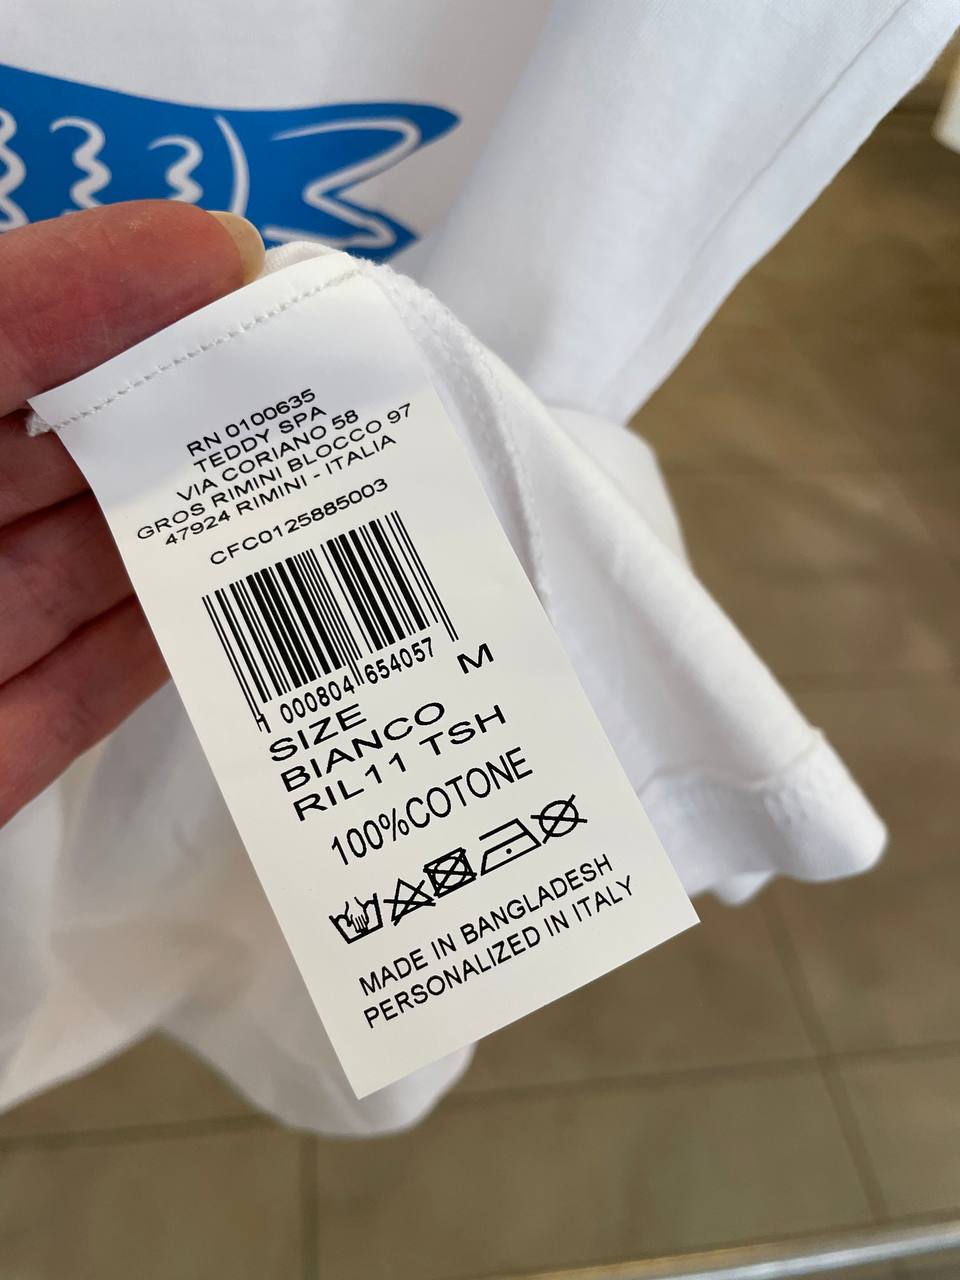 RN 0100635
TEDDY SPA
VIA CORIANO 58
GROS RIMINI BLOCCO 97
47924 RIMINI - ITALIA
CFC0125885003
1 000804 654057
SIZE M
BIANCO
RIL11 TSH
100%COTONE
MADE IN BANGLADESH
PERSONALIZED IN ITALY